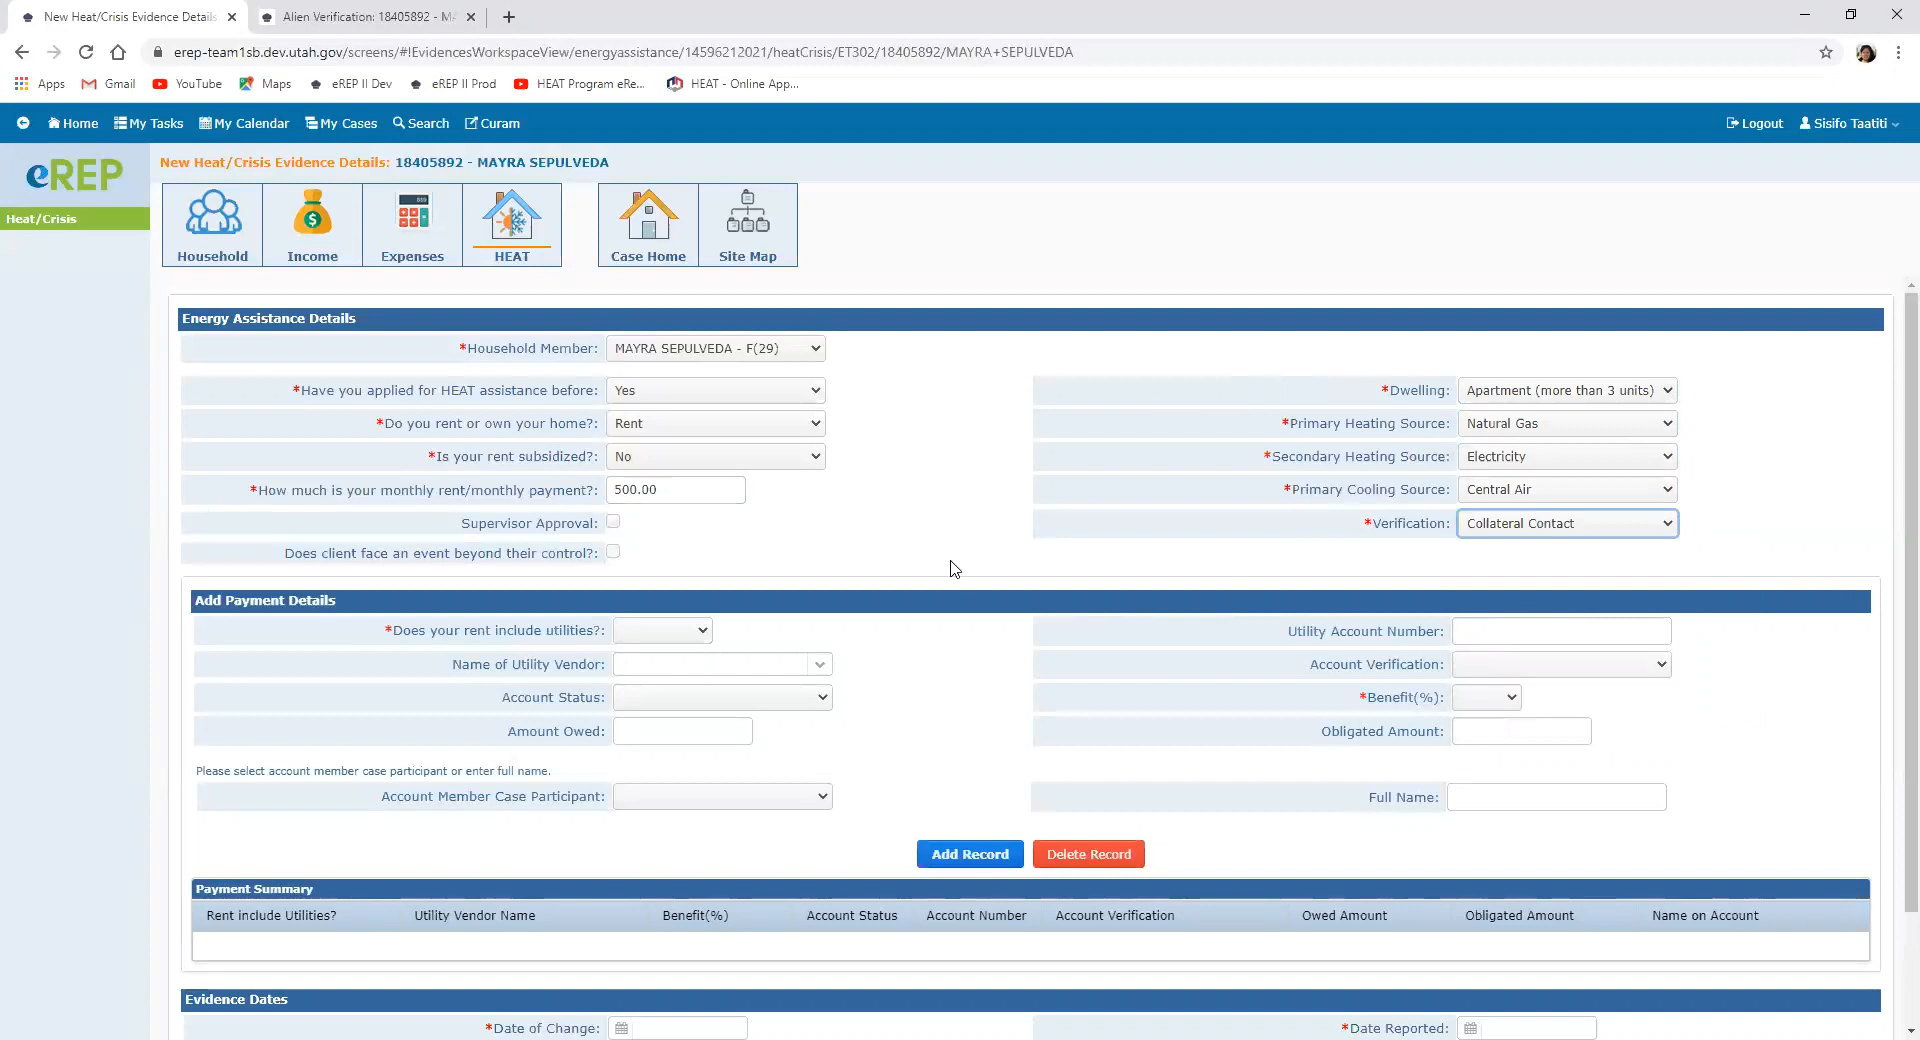 New Heat/Crisis Evidence Details
Alien Verification: 18405892 - MA
erep-team1sb.dev.utah.gov/screens/#!EvidencesWorkspaceView/energyassistance/14596212021/heatCrisis/ET302/18405892/MAYRA+SEPULVEDA
Apps Gmail YouTube Maps eREP II Dev eREP II Prod HEAT Program eRe... HEAT - Online App...
Home My Tasks My Calendar My Cases Search Curam Logout Sisifo Taatiti
eREP
New Heat/Crisis Evidence Details: 18405892 - MAYRA SEPULVEDA
Heat/Crisis
Household Income Expenses HEAT Case Home Site Map
Energy Assistance Details
*Household Member: MAYRA SEPULVEDA - F(29)
*Have you applied for HEAT assistance before: Yes *Dwelling: Apartment (more than 3 units)
*Do you rent or own your home?: Rent *Primary Heating Source: Natural Gas
*Is your rent subsidized?: No *Secondary Heating Source: Electricity
*How much is your monthly rent/monthly payment?: 500.00 *Primary Cooling Source: Central Air
Supervisor Approval: *Verification: Collateral Contact
Does client face an event beyond their control?:
Add Payment Details
*Does your rent include utilities?: Utility Account Number:
Name of Utility Vendor: Account Verification:
Account Status: *Benefit(%):
Amount Owed: Obligated Amount:
Please select account member case participant or enter full name.
Account Member Case Participant: Full Name:
Add Record Delete Record
Payment Summary
Rent include Utilities? Utility Vendor Name Benefit(%) Account Status Account Number Account Verification Owed Amount Obligated Amount Name on Account
Evidence Dates
*Date of Change: *Date Reported: